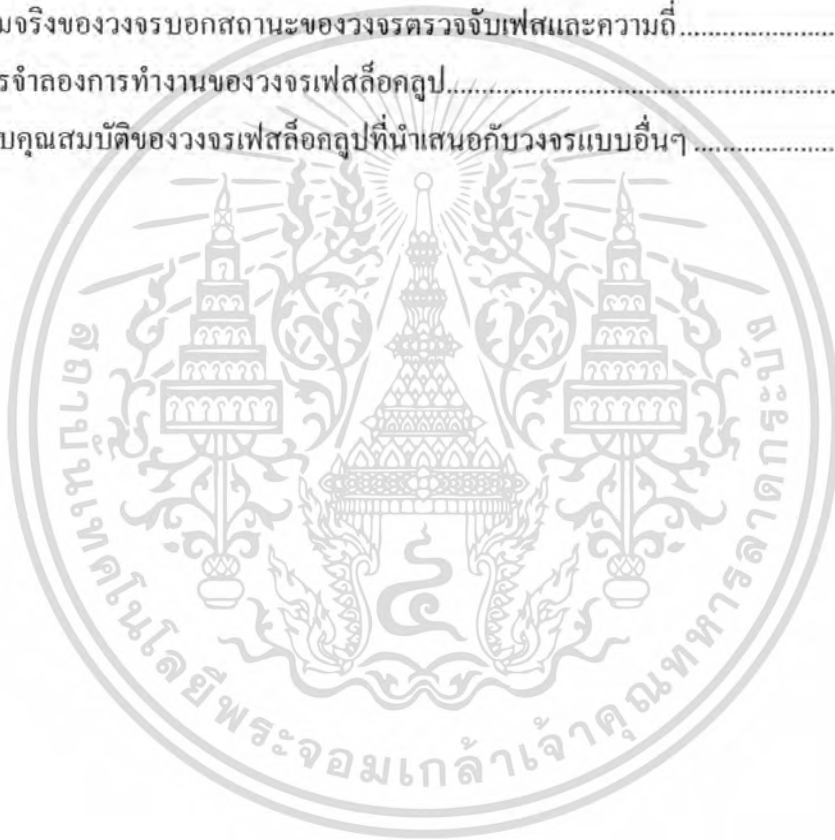 มจริงของวงจรบอกสถานะของวงจรตรวจจับเฟสและความถี่.......................
รจำลองการทำงานของวงจรเฟสล็อคลูป.......................................................
บคุณสมบัติของวงจรเฟสล็อคลูปที่นำเสนอกับวงจรแบบอื่นๆ.....................
สถาบันเทคโนโลยีพระจอมเกล้าเจ้าคุณทหารลาดกระบัง